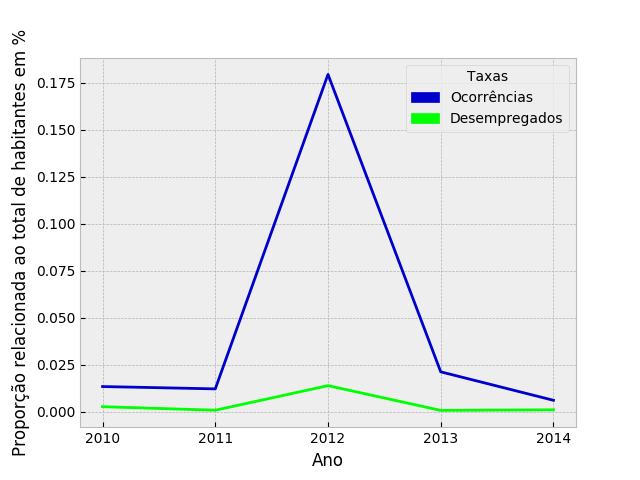 Proporção relacionada ao total de habitantes em %
0.175
0.150
0.125
0.100
0.075
0.050
0.025
0.000
Taxas
Ocorrências
Desempregados
2010 2011 2012 2013 2014
Ano